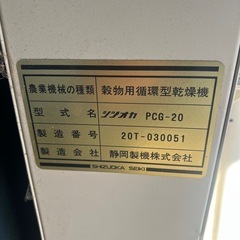 農業機械の種類 穀物用循環型乾燥機
型式名 シヅオカ PCG-20
製造番号 20T-030051
製造会社 静岡製機株式会社
SHIZUOKA SEIKI